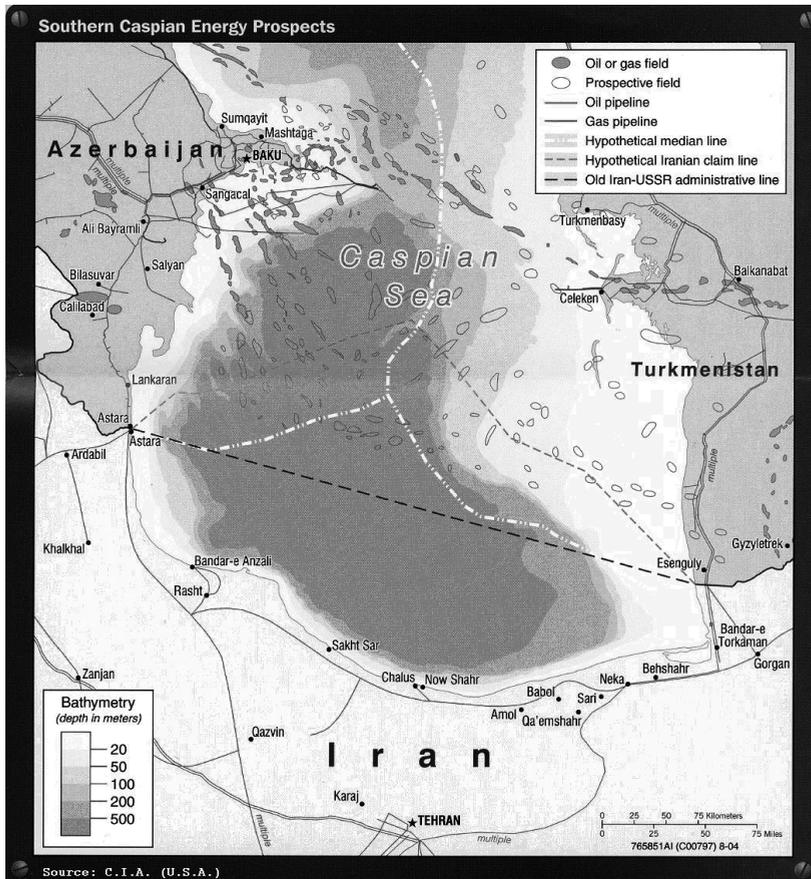 Southern Caspian Energy Prospects
Oil or gas field
Prospective field
Oil pipeline
Gas pipeline
Hypothetical median line
Hypothetical Iranian claim line
Old Iran-USSR administrative line
Sumqayit
Mashtaga
Azerbaijan
BAKU
multiple
multiple
Sangacal
Turkmenbasy
multiple
Ali Bayramli
Caspian
Sea
Salyan
Bilasuvar
Balkanabat
Celeken
Calilabad
Turkmenistan
Lankaran
Astara
Astara
Ardabil
multiple
Khalkhal
Gyzyletrek
Esenguly
Bandar-e Anzali
Rasht
Bandar-e
Torkaman
Sakht Sar
Gorgan
Behshahr
Zanjan
Chalus
Now Shahr
Neka
Babol
Sari
Amol
Qa'emshahr
Bathymetry
(depth in meters)
20
50
100
200
500
Qazvin
Iran
Karaj
TEHRAN
multiple
multiple
0 25 50 75 Kilometers
0 25 50 75 Miles
765851AI (C00797) 8-04
Source: C.I.A. (U.S.A.)